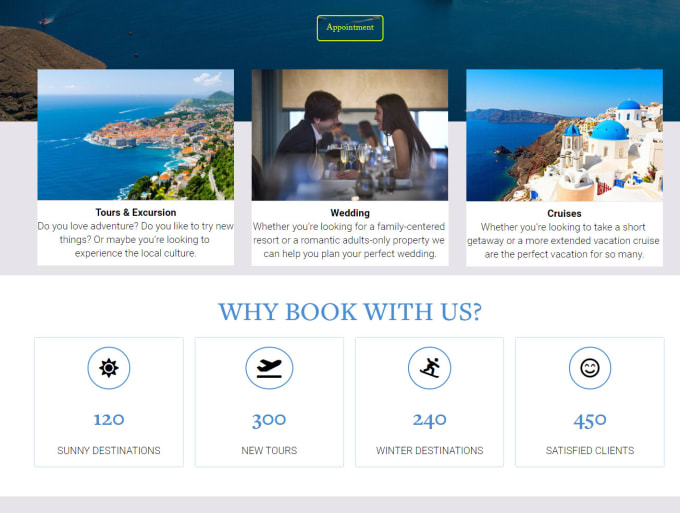 Appointment
Tours & Excursion
Do you love adventure? Do you like to try new
things? Or maybe you're looking to
experience the local culture.
Wedding
Whether you're looking for a family-centered
resort or a romantic adults-only property we
can help you plan your perfect wedding.
Cruises
Whether you're looking to take a short
getaway or a more extended vacation cruise
are the perfect vacation for so many.
WHY BOOK WITH US?
120
SUNNY DESTINATIONS
300
NEW TOURS
240
WINTER DESTINATIONS
450
SATISFIED CLIENTS